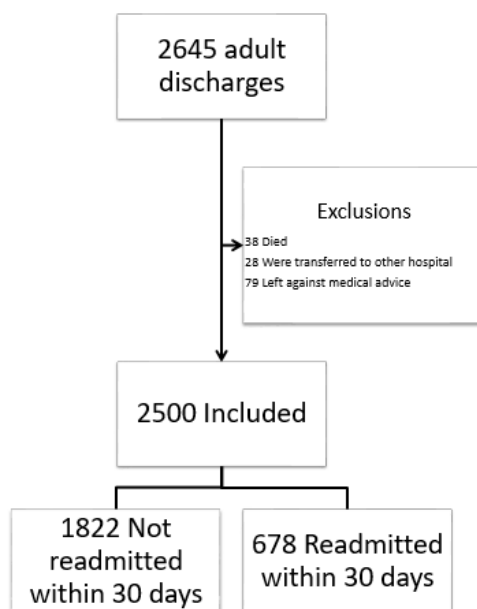 2645 adult
discharges
Exclusions
38 Died
28 Were transferred to other hospital
79 Left against medical advice
2500 Included
1822 Not
readmitted
within 30 days
678 Readmitted
within 30 days